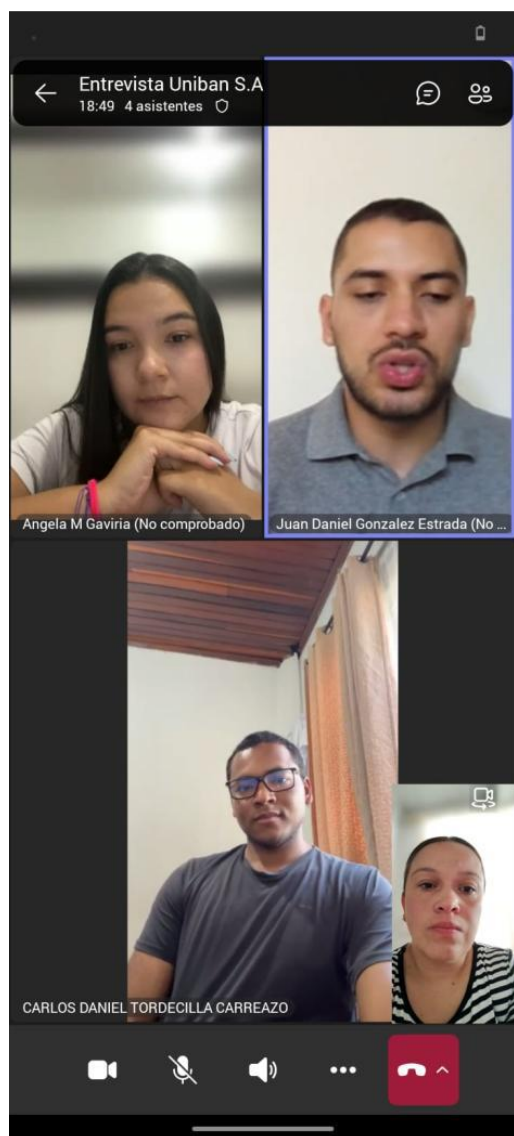 Entrevista Uniban S.A
18:49 4 asistentes
Angela M Gaviria (No comprobado)
Juan Daniel Gonzalez Estrada (No ...
CARLOS DANIEL TORDECILLA CARREAZO